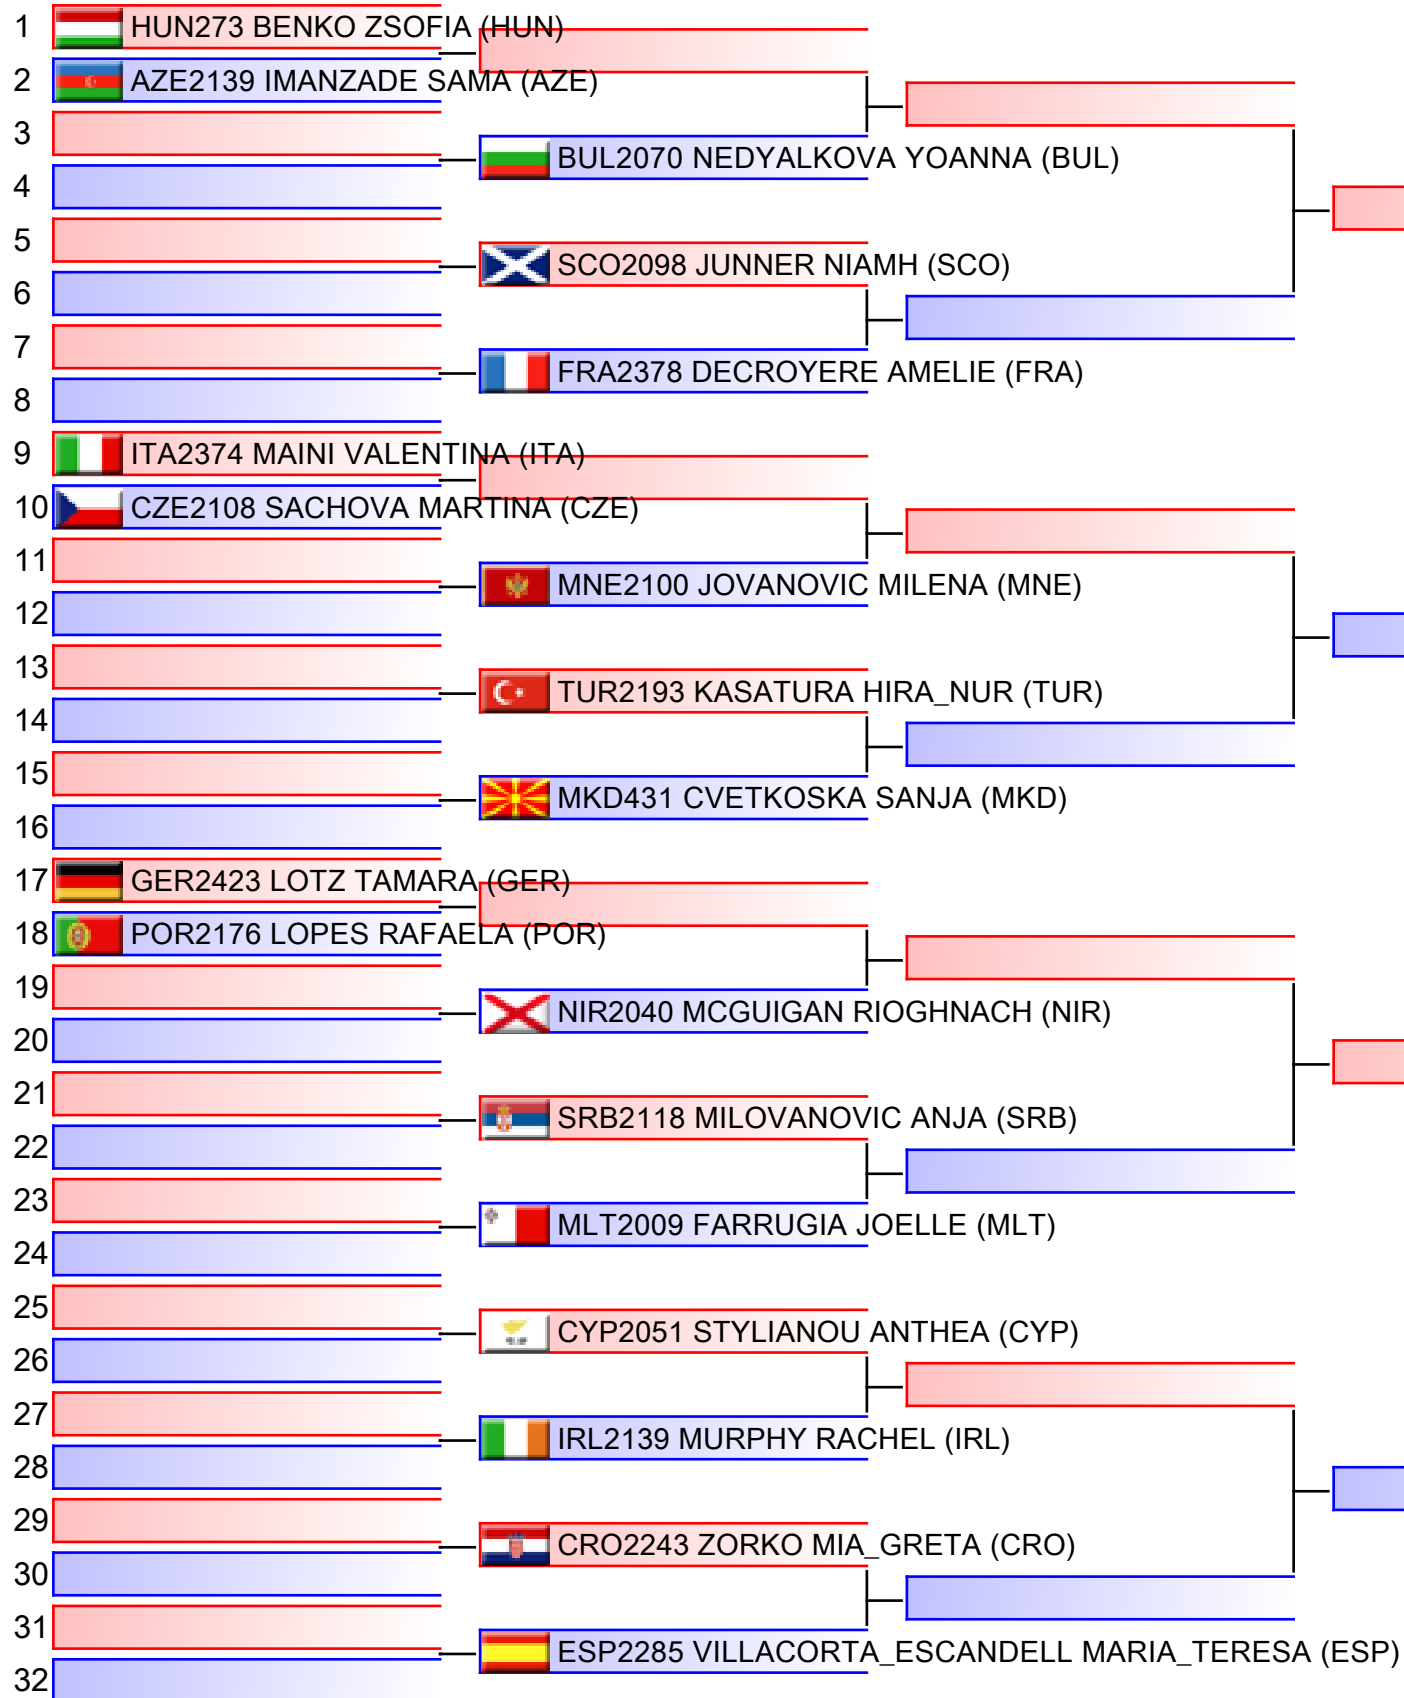 1 HUN273 BENKO ZSOFIA (HUN)
2 AZE2139 IMANZADE SAMA (AZE)
3
BUL2070 NEDYALKOVA YOANNA (BUL)
4
5
SCO2098 JUNNER NIAMH (SCO)
6
7
FRA2378 DECROYERE AMELIE (FRA)
8
9 ITA2374 MAINI VALENTINA (ITA)
10 CZE2108 SACHOVA MARTINA (CZE)
11
MNE2100 JOVANOVIC MILENA (MNE)
12
13
TUR2193 KASATURA HIRA_NUR (TUR)
14
15
MKD431 CVETKOSKA SANJA (MKD)
16
17 GER2423 LOTZ TAMARA (GER)
18 POR2176 LOPES RAFAELA (POR)
19
NIR2040 MCGUIGAN RIOGHNACH (NIR)
20
21
SRB2118 MILOVANOVIC ANJA (SRB)
22
23
MLT2009 FARRUGIA JOELLE (MLT)
24
25
CYP2051 STYLIANOU ANTHEA (CYP)
26
27
IRL2139 MURPHY RACHEL (IRL)
28
29
CRO2243 ZORKO MIA_GRETA (CRO)
30
31
ESP2285 VILLACORTA_ESCANDELL MARIA_TERESA (ESP)
32